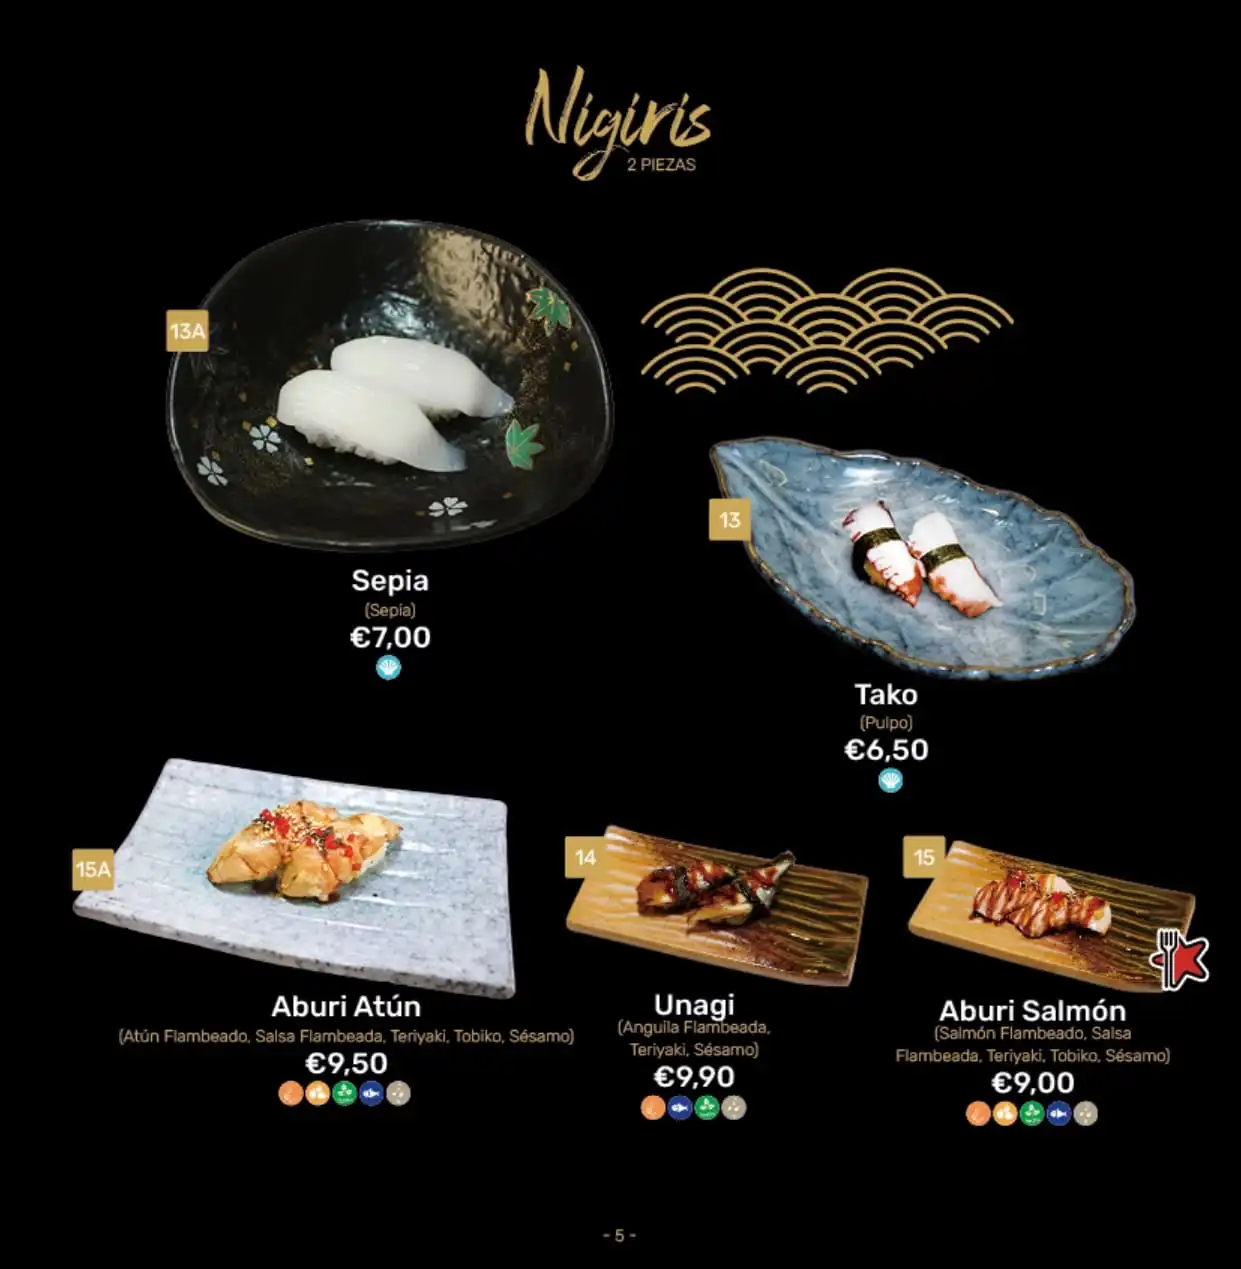 Nigiris
2 PIEZAS
13A
Sepia
(Sepia)
€7,00
13
Tako
(Pulpo)
€6,50
15A
Aburi Atún
(Atún Flambeado, Salsa Flambeada, Teriyaki, Tobiko, Sésamo)
€9,50
14
Unagi
(Anguila Flambeada,
Teriyaki, Sésamo)
€9,90
15
Aburi Salmón
(Salmón Flambeado, Salsa
Flambeada, Teriyaki, Tobiko, Sésamo)
€9,00
- 5 -